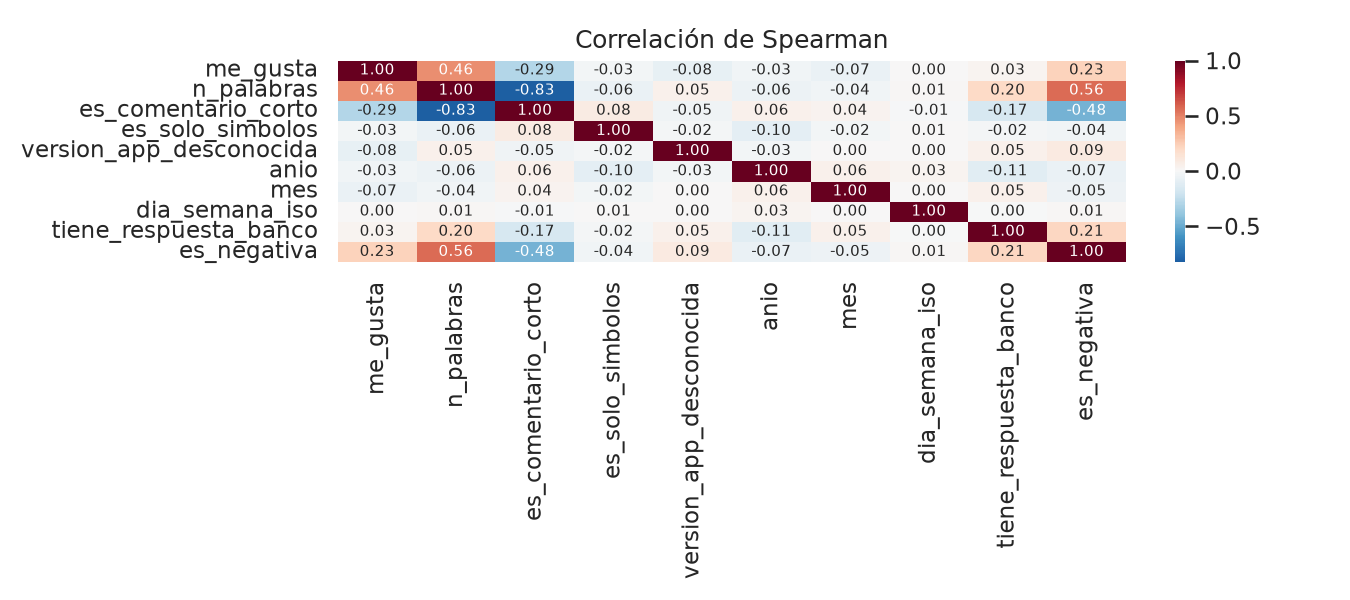 Correlación de Spearman
me_gusta 1.00 0.46 -0.29 -0.03 -0.08 -0.03 -0.07 0.00 0.03 0.23
n_palabras 0.46 1.00 -0.83 -0.06 0.05 -0.06 -0.04 0.01 0.20 0.56
es_comentario_corto -0.29 -0.83 1.00 0.08 -0.05 0.06 0.04 -0.01 -0.17 -0.48
es_solo_simbolos -0.03 -0.06 0.08 1.00 -0.02 -0.10 -0.02 0.01 -0.02 -0.04
version_app_desconocida -0.08 0.05 -0.05 -0.02 1.00 -0.03 0.00 0.00 0.05 0.09
anio -0.03 -0.06 0.06 -0.10 -0.03 1.00 0.06 0.03 -0.11 -0.07
mes -0.07 -0.04 0.04 -0.02 0.00 0.06 1.00 0.00 0.05 -0.05
dia_semana_iso 0.00 0.01 -0.01 0.01 0.00 0.03 0.00 1.00 0.00 0.01
tiene_respuesta_banco 0.03 0.20 -0.17 -0.02 0.05 -0.11 0.05 0.00 1.00 0.21
es_negativa 0.23 0.56 -0.48 -0.04 0.09 -0.07 -0.05 0.01 0.21 1.00
me_gusta
n_palabras
es_comentario_corto
es_solo_simbolos
version_app_desconocida
anio
mes
dia_semana_iso
tiene_respuesta_banco
es_negativa
1.0
0.5
0.0
−0.5